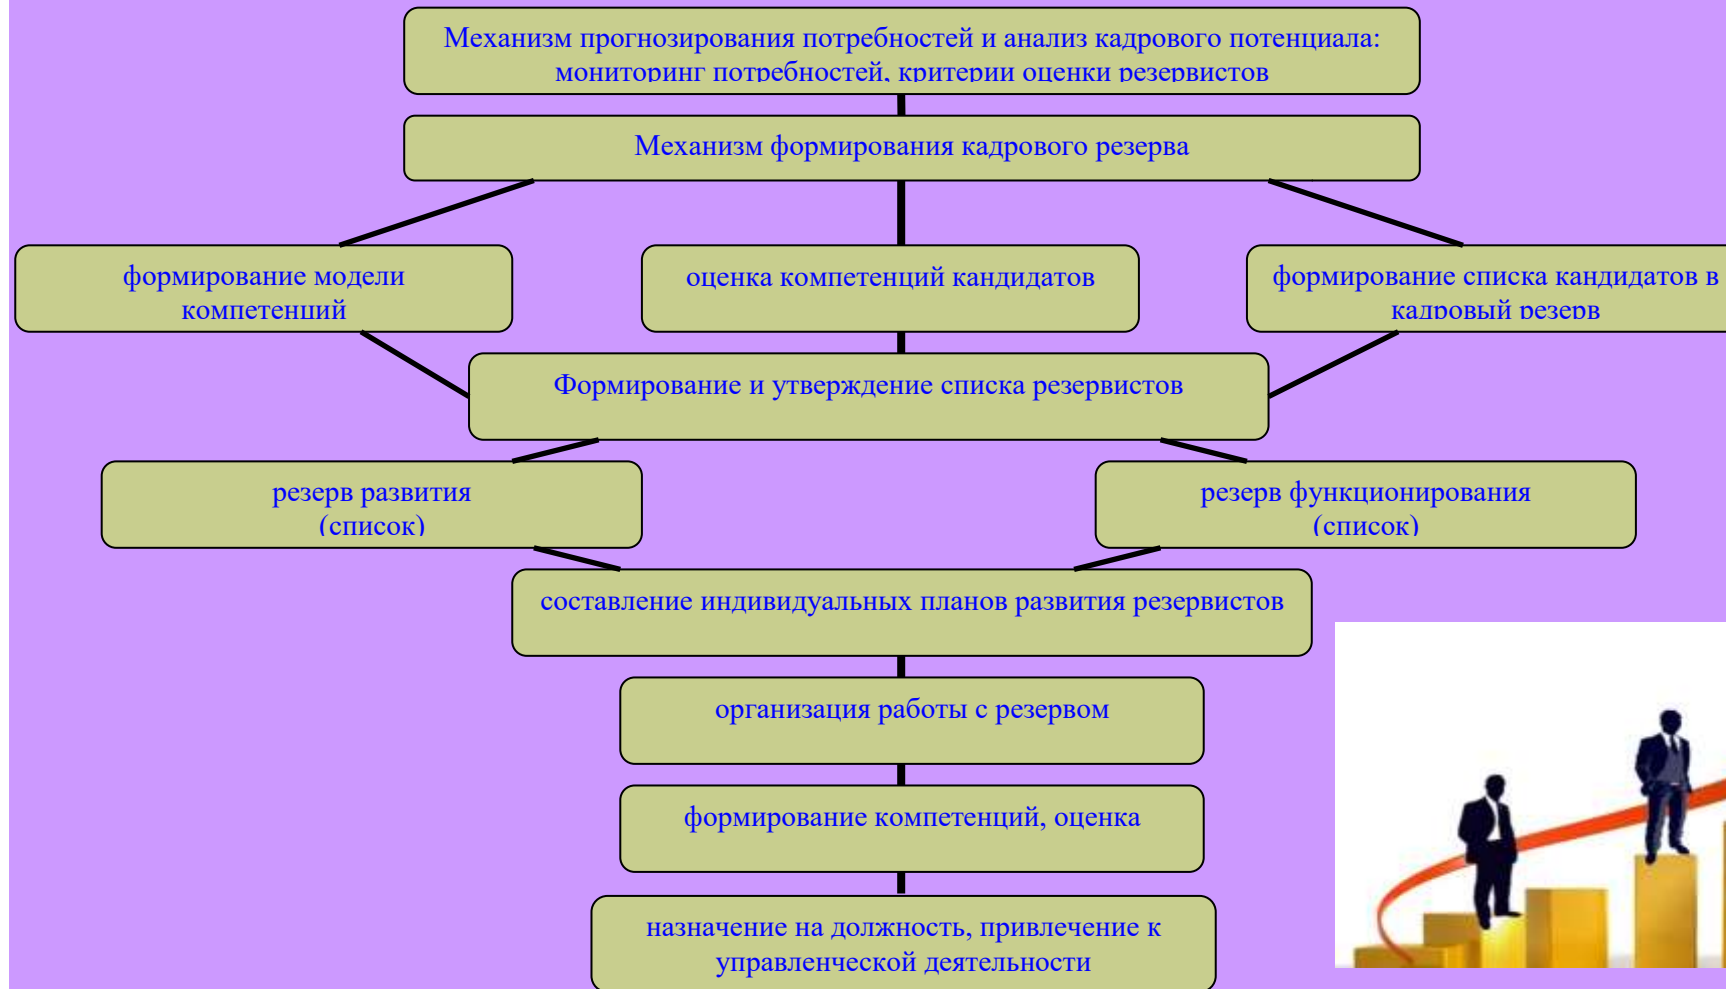 Механизм прогнозирования потребностей и анализ кадрового потенциала:
мониторинг потребностей, критерии оценки резервистов
Механизм формирования кадрового резерва
формирование модели
компетенций
оценка компетенций кандидатов
формирование списка кандидатов в
кадровый резерв
Формирование и утверждение списка резервистов
резерв развития
(список)
резерв функционирования
(список)
составление индивидуальных планов развития резервистов
организация работы с резервом
формирование компетенций, оценка
назначение на должность, привлечение к
управленческой деятельности